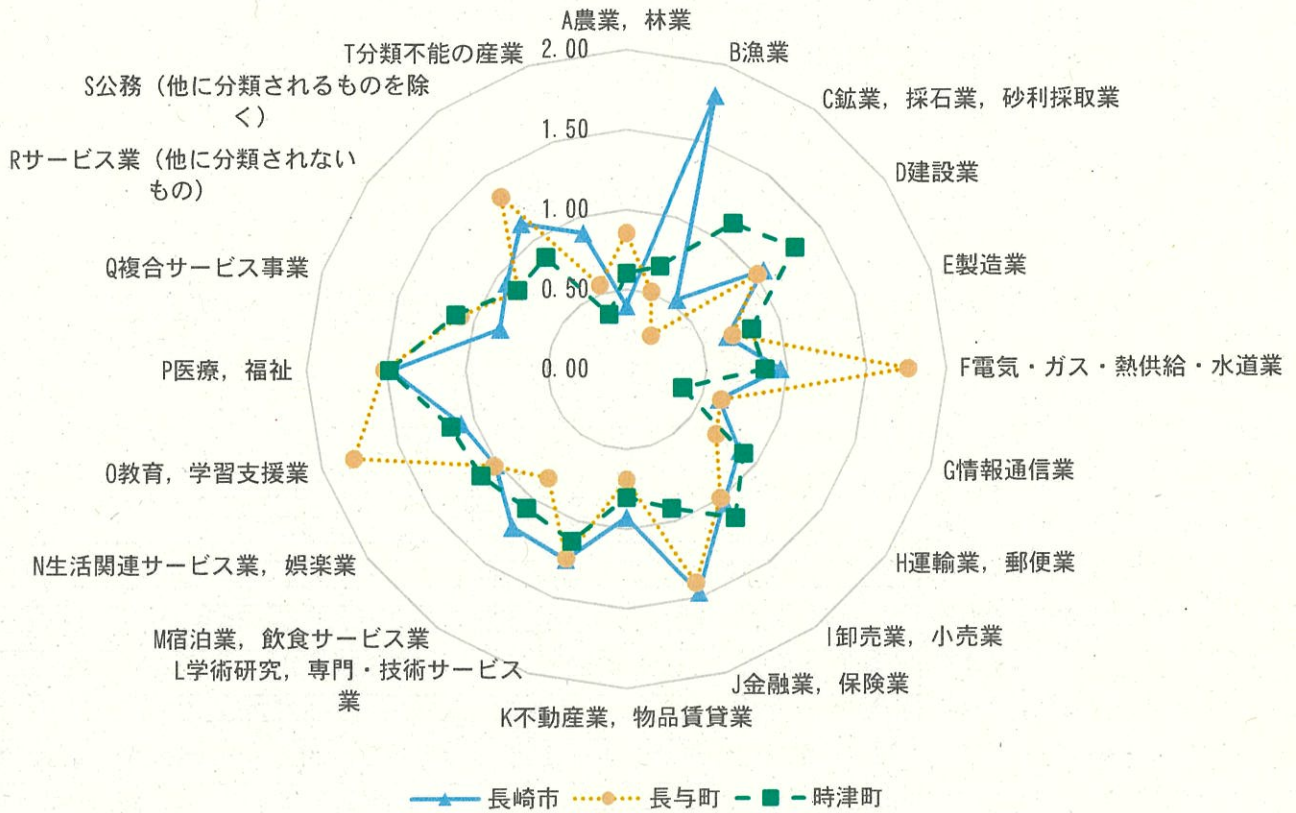 A農業，林業
B漁業
C鉱業，採石業，砂利採取業
D建設業
E製造業
F電気・ガス・熱供給・水道業
G情報通信業
H運輸業，郵便業
I卸売業，小売業
J金融業，保険業
K不動産業，物品賃貸業
L学術研究，専門・技術サービス
業
M宿泊業，飲食サービス業
N生活関連サービス業，娯楽業
O教育，学習支援業
P医療，福祉
Q複合サービス事業
Rサービス業（他に分類されない
もの）
S公務（他に分類されるものを除
く）
T分類不能の産業
2.00
1.50
1.00
0.50
0.00
長崎市
長与町
時津町